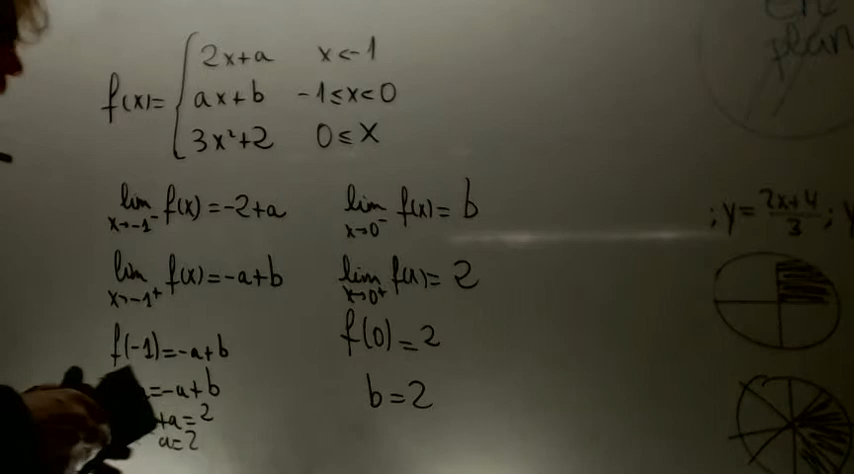 f(x)= { 2x+a x<-1
ax+b -1≤x<0
3x²+2 0≤x
lim x→-1⁻ f(x)=-2+a
lim x→-1⁺ f(x)=-a+b
f(-1)=-a+b
=-a+b
+a=2
a=2
lim x→0⁻ f(x)=b
lim x→0⁺ f(x)=2
f(0)=2
b=2
plan
; y=2x+4/3 ; y